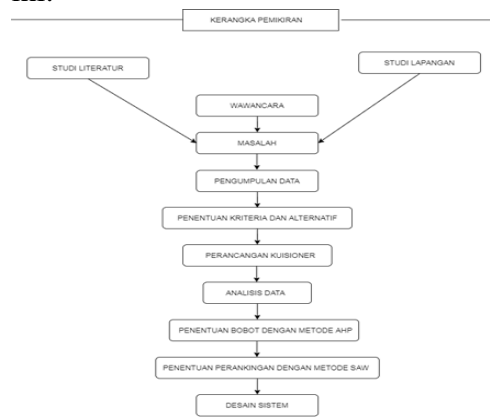 KERANGKA PEMIKIRAN
STUDI LITERATUR
STUDI LAPANGAN
WAWANCARA
MASALAH
PENGUMPULAN DATA
PENENTUAN KRITERIA DAN ALTERNATIF
PERANCANGAN KUISIONER
ANALISIS DATA
PENENTUAN BOBOT DENGAN METODE AHP
PENENTUAN PERANKINGAN DENGAN METODE SAW
DESAIN SISTEM